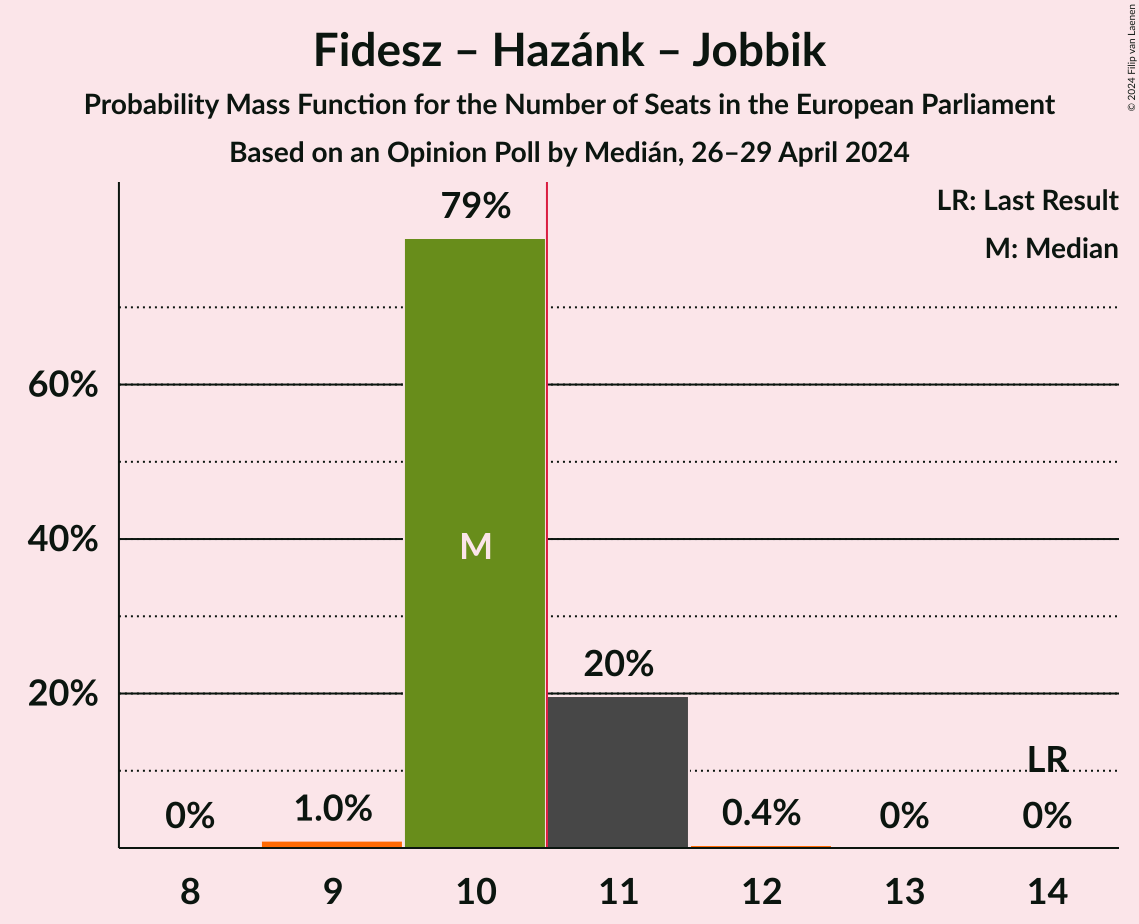 Fidesz – Hazánk – Jobbik
Probability Mass Function for the Number of Seats in the European Parliament
Based on an Opinion Poll by Medián, 26–29 April 2024
© 2024 Filip van Laenen
LR: Last Result
M: Median
79%
60%
40%
20%
M
20%
LR
0%
1.0%
0.4%
0%
0%
8 9 10 11 12 13 14